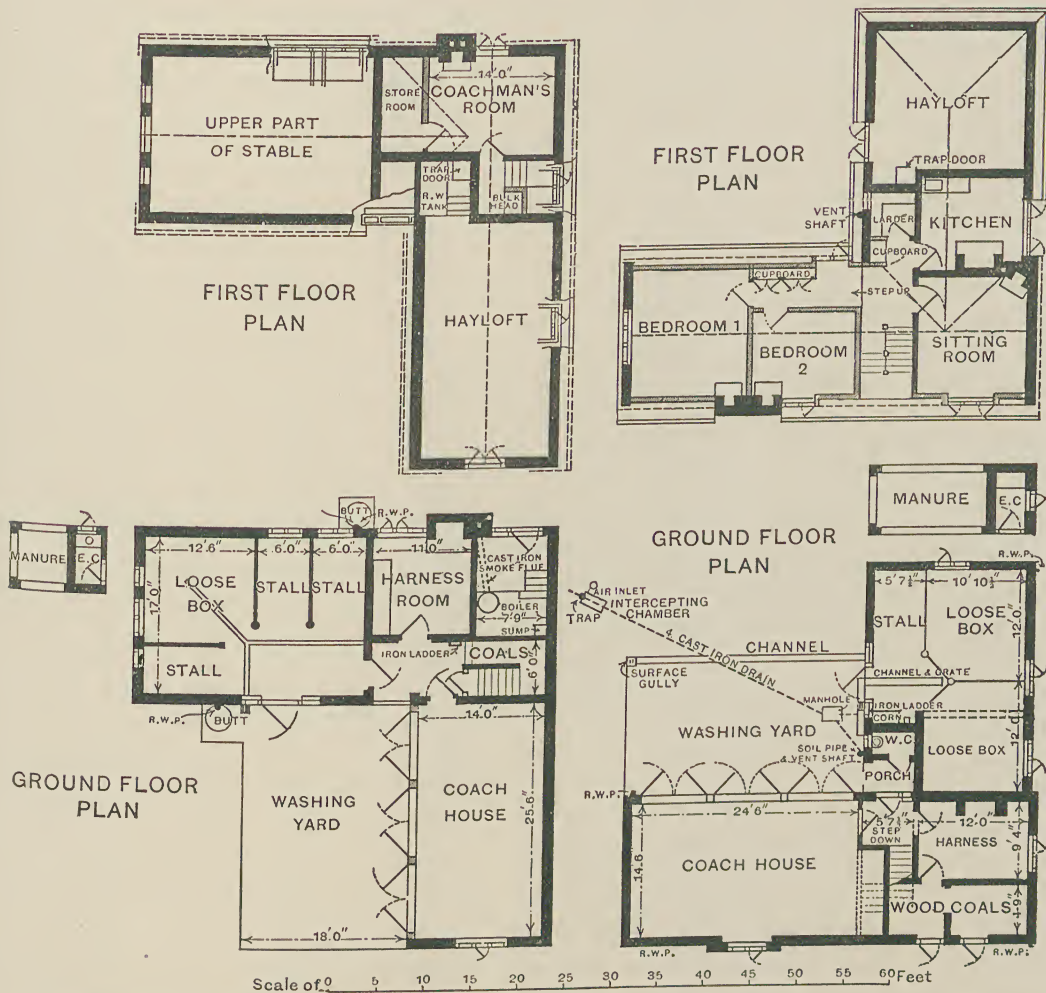 14'0"
STORE
ROOM
COACHMAN'S
ROOM
UPPER PART
OF STABLE
TRAP
DOOR
R.W
TANK
BULK
HEAD
FIRST FLOOR
PLAN
HAYLOFT
HAYLOFT
FIRST FLOOR
PLAN
TRAP DOOR
VENT
SHAFT
LARDER
KITCHEN
CUPBOARD
CUPBOARD
STEP UP
BEDROOM 1
BEDROOM
2
SITTING
ROOM
MANURE
E.C
BUTT
R.W.P.
12'.6"
6'.0"
6'.0"
11'.0"
17'.0"
LOOSE
BOX
STALL
STALL
HARNESS
ROOM
CAST IRON
SMOKE FLUE
BOILER
7'9"
SUMP
IRON LADDER
COALS
6'.0"
STALL
R.W.P.
BUTT
14'.0"
GROUND FLOOR
PLAN
WASHING
YARD
COACH
HOUSE
25'.6"
18'.0"
MANURE
E.C
GROUND FLOOR
PLAN
R.W.P.
5'7½"
10' 10½"
AIR INLET
INTERCEPTING
CHAMBER
TRAP
STALL
LOOSE
BOX
12'.0"
4" CAST IRON DRAIN
CHANNEL
SURFACE
GULLY
CHANNEL & GRATE
MANHOLE
IRON LADDER
CORN
12'.0"
WASHING YARD
W.C.
SOIL PIPE
& VENT SHAFT
PORCH
LOOSE BOX
R.W.P.
24'6"
5'7½"
STEP
DOWN
12'.0"
HARNESS
9'4"
14'.6
COACH HOUSE
WOOD
COALS
4'9"
R.W.P.
R.W.P.
Scale of 0 5 10 15 20 25 30 35 40 45 50 55 60 Feet